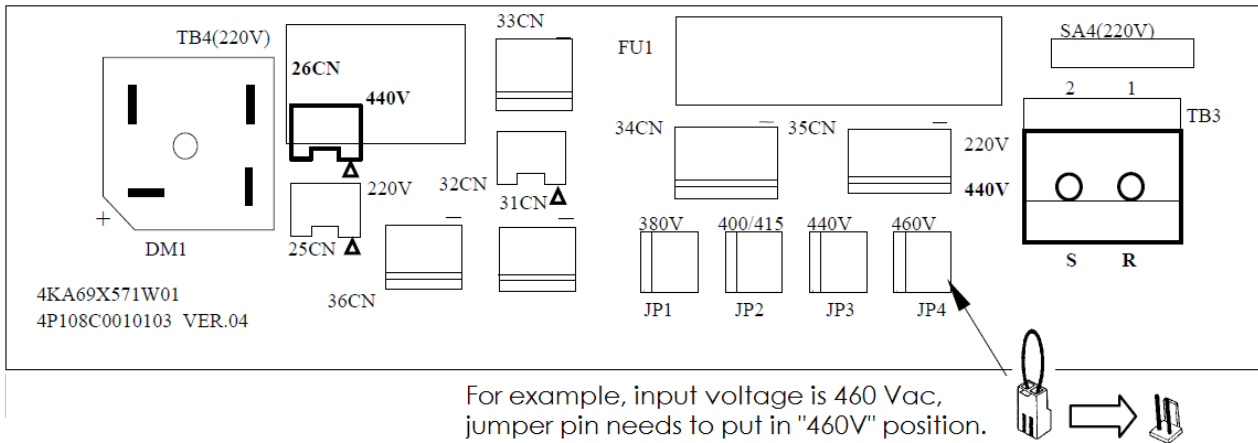 33CN
TB4(220V)
FU1
SA4(220V)
26CN
440V
2 1
TB3
34CN
35CN
220V
440V
32CN
220V
31CN
+
DM1
25CN
380V 400/415 440V 460V
S R
4KA69X571W01
36CN
4P108C0010103 VER.04
JP1 JP2 JP3 JP4
For example, input voltage is 460 Vac,
jumper pin needs to put in "460V" position.